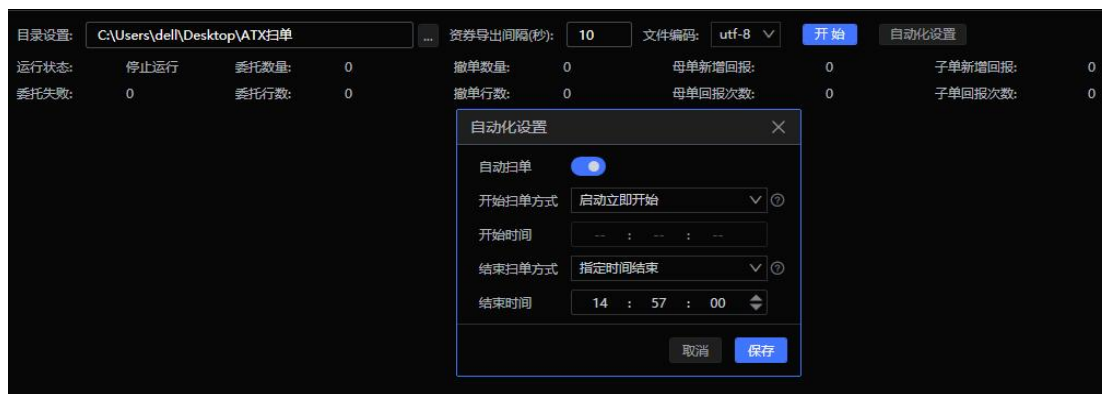 目录设置: C:\Users\dell\Desktop\ATX扫单 ... 资券导出间隔(秒): 10 文件编码: utf-8 开始 自动化设置
运行状态: 停止运行 委托数量: 0 撤单数量: 0 母单新增回报: 0 子单新增回报: 0
委托失败: 0 委托行数: 0 撤单行数: 0 母单回报次数: 0 子单回报次数: 0
自动化设置
自动扫单
开始扫单方式 启动立即开始
开始时间 -- : -- : --
结束扫单方式 指定时间结束
结束时间 14 : 57 : 00
取消 保存